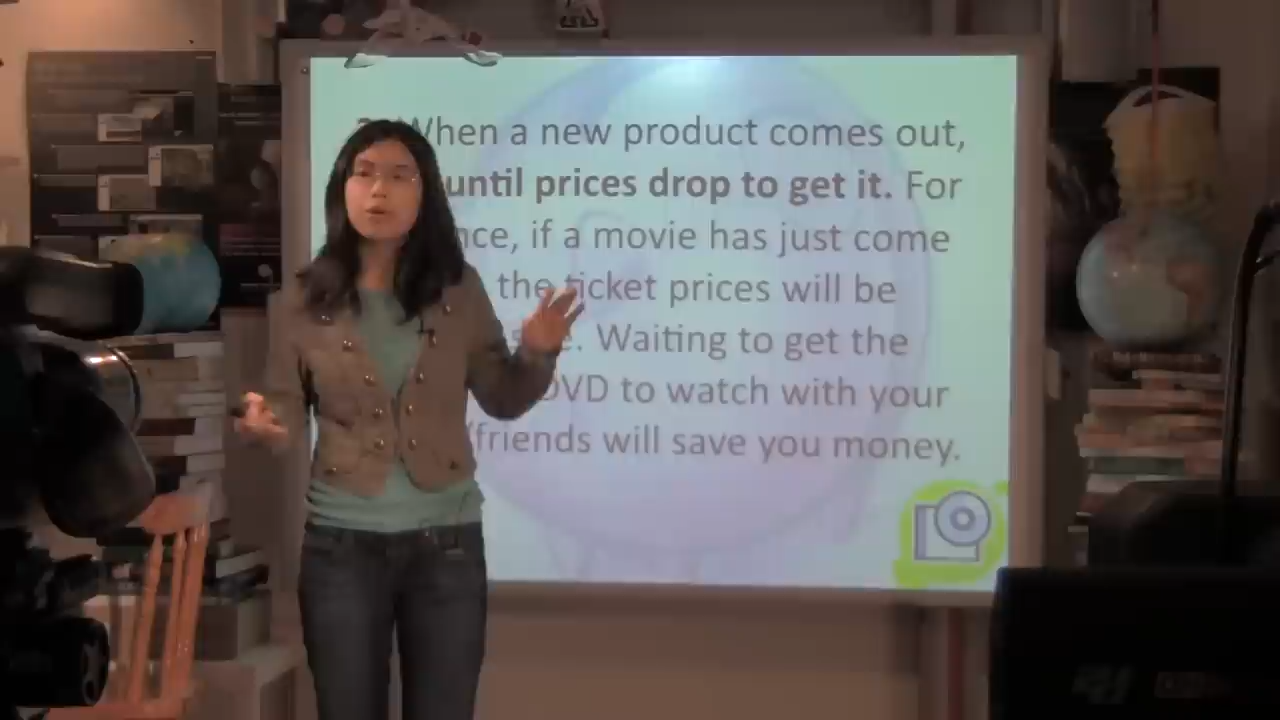 When a new product comes out,
until prices drop to get it. For
if a movie has just come
the ticket prices will be
Waiting to get the
DVD to watch with your
friends will save you money.